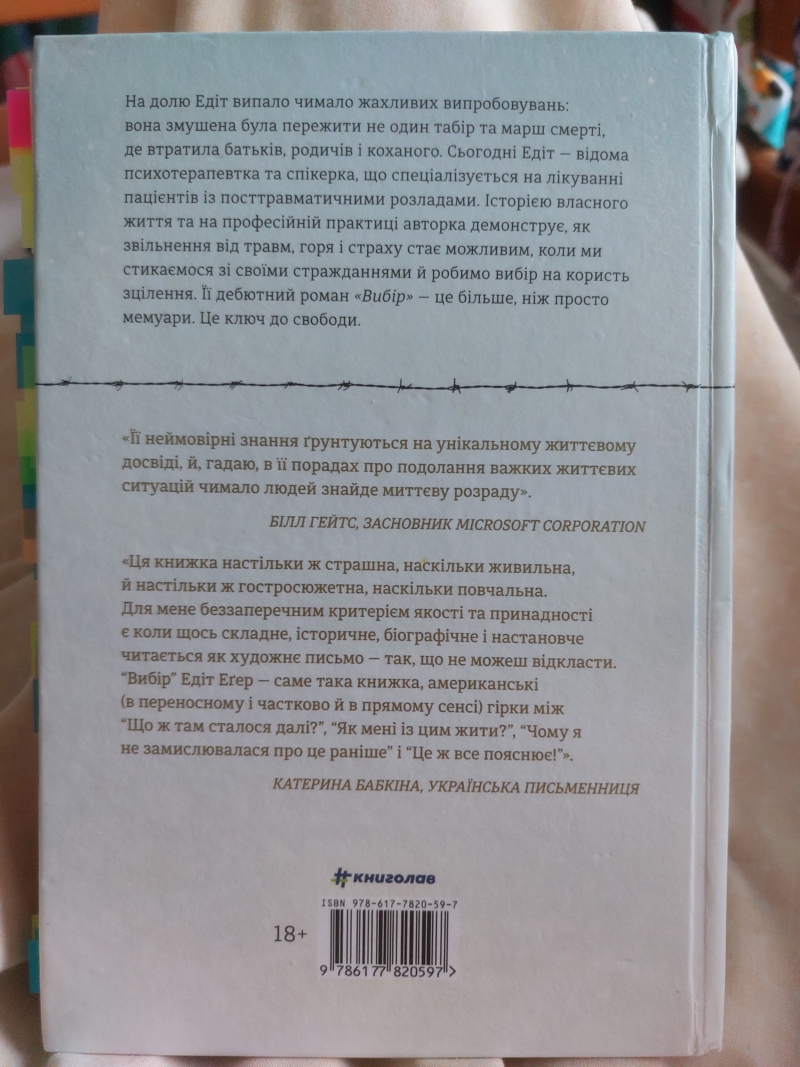 На долю Едіт випало чимало жахливих випробовувань:
вона змушена була пережити не один табір та марш смерті,
де втратила батьків, родичів і коханого. Сьогодні Едіт — відома
психотерапевтка та спікерка, що спеціалізується на лікуванні
пацієнтів із посттравматичними розладами. Історією власного
життя та на професійній практиці авторка демонструє, як
звільнення від травм, горя і страху стає можливим, коли ми
стикаємося зі своїми стражданнями й робимо вибір на користь
зцілення. Її дебютний роман «Вибір» — це більше, ніж просто
мемуари. Це ключ до свободи.
«Її неймовірні знання ґрунтуються на унікальному життєвому
досвіді, й, гадаю, в її порадах про подолання важких життєвих
ситуацій чимало людей знайде миттєву розраду».
БІЛЛ ГЕЙТС, ЗАСНОВНИК MICROSOFT CORPORATION
«Ця книжка настільки ж страшна, наскільки живильна,
й настільки ж гостросюжетна, наскільки повчальна.
Для мене беззаперечним критерієм якості та принадності
є коли щось складне, історичне, біографічне і настановче
читається як художнє письмо — так, що не можеш відкласти.
“Вибір” Едіт Еґер — саме така книжка, американські
(в переносному і частково й в прямому сенсі) гірки між
“Що ж там сталося далі?”, “Як мені із цим жити?”, “Чому я
не замислювалася про це раніше” і “Це ж все пояснює!”».
КАТЕРИНА БАБКІНА, УКРАЇНСЬКА ПИСЬМЕННИЦЯ
#книголав
ISBN 978-617-7820-59-7
18+
9 786177 820597 >